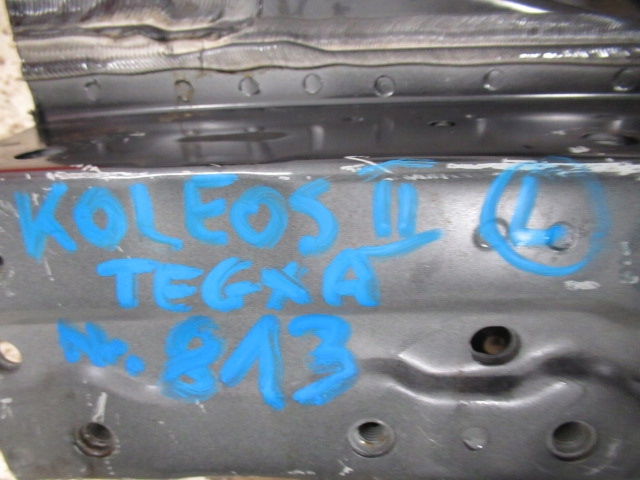 KOLEOS II L
TEGXA
Nr. 813